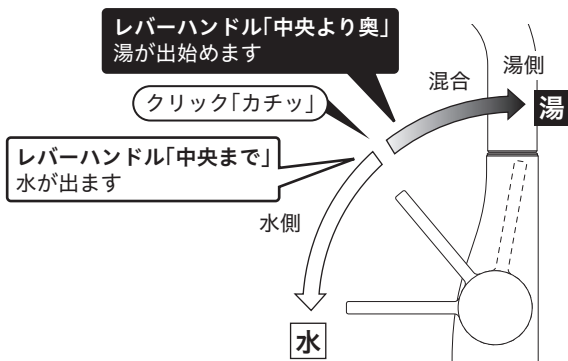 レバーハンドル「中央より奥」
湯が出始めます
混合
湯側
湯
クリック「カチッ」
レバーハンドル「中央まで」
水が出ます
水側
水